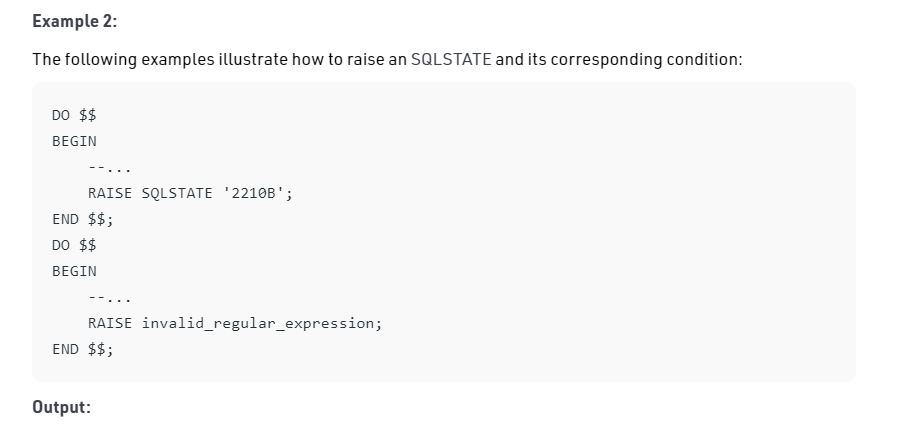 Example 2:
The following examples illustrate how to raise an SQLSTATE and its corresponding condition:
DO $$
BEGIN
    --...
    RAISE SQLSTATE '2210B';
END $$;
DO $$
BEGIN
    --...
    RAISE invalid_regular_expression;
END $$;
Output: